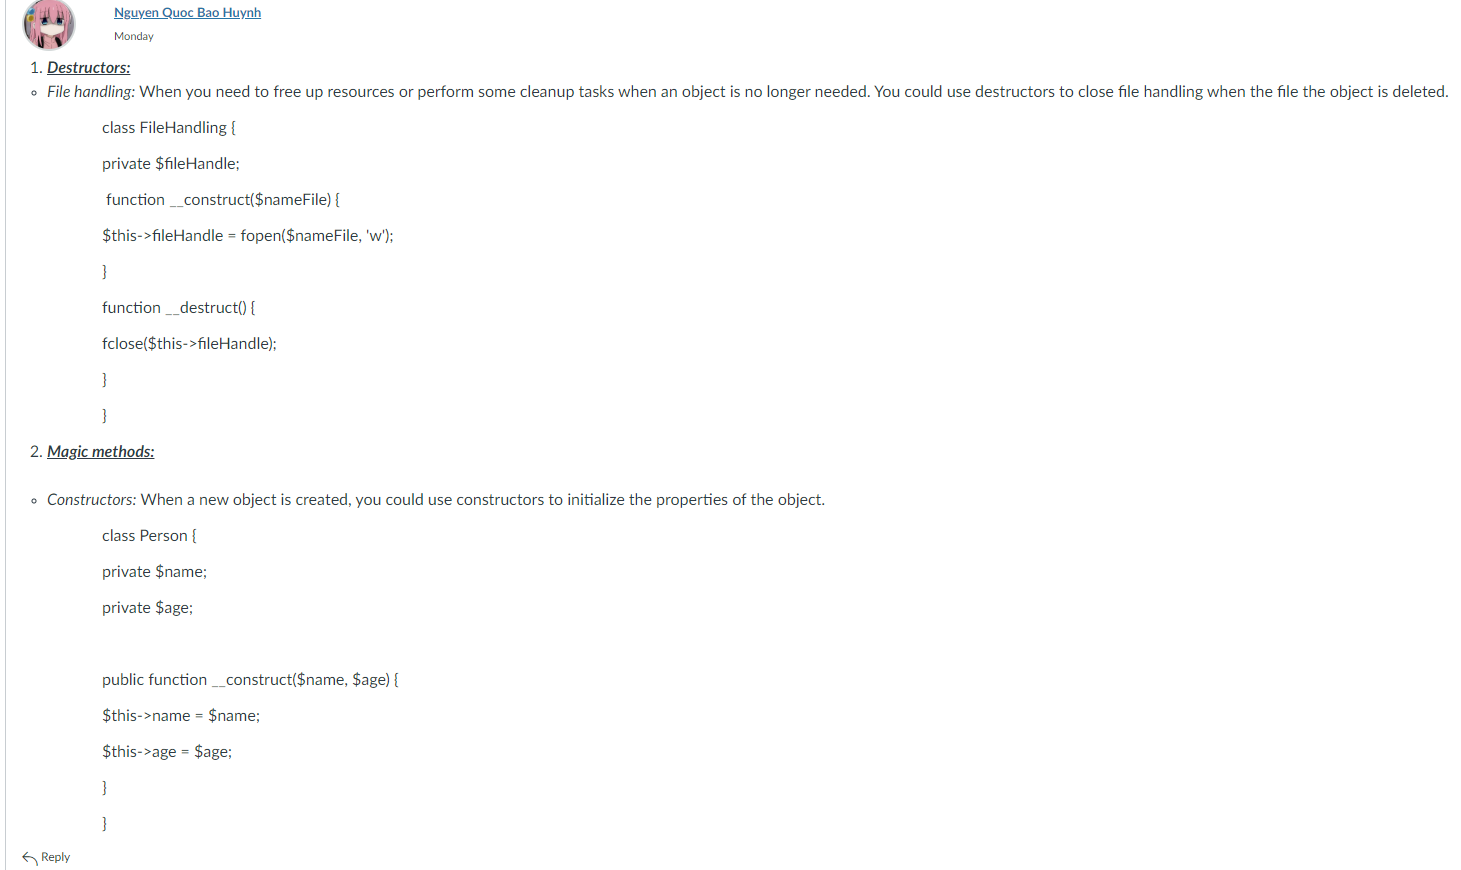 Nguyen Quoc Bao Huynh
Monday
1. Destructors:
◦ File handling: When you need to free up resources or perform some cleanup tasks when an object is no longer needed. You could use destructors to close file handling when the file the object is deleted.
class FileHandling {
private $fileHandle;
function __construct($nameFile) {
$this->fileHandle = fopen($nameFile, 'w');
}
function __destruct() {
fclose($this->fileHandle);
}
}
2. Magic methods:
◦ Constructors: When a new object is created, you could use constructors to initialize the properties of the object.
class Person {
private $name;
private $age;
public function __construct($name, $age) {
$this->name = $name;
$this->age = $age;
}
}
Reply